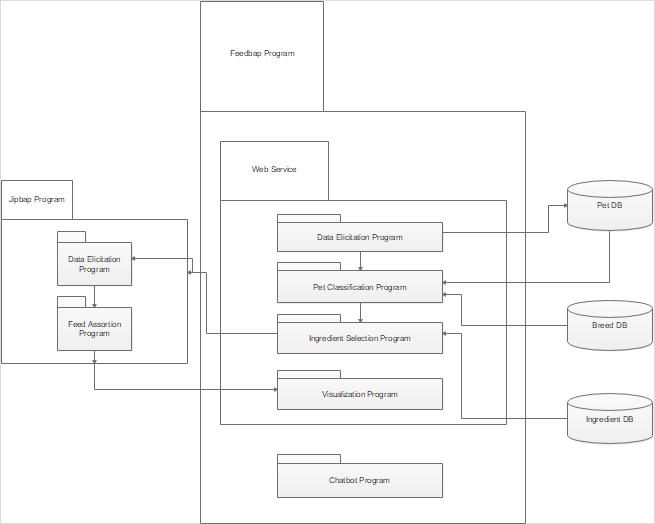 Feedbap Program
Web Service
Jipbap Program
Data Elicitation Program
Pet DB
Data Elicitation
Program
Pet Classification Program
Feed Assortion
Program
Breed DB
Ingredient Selection Program
Visualization Program
Ingredient DB
Chatbot Program